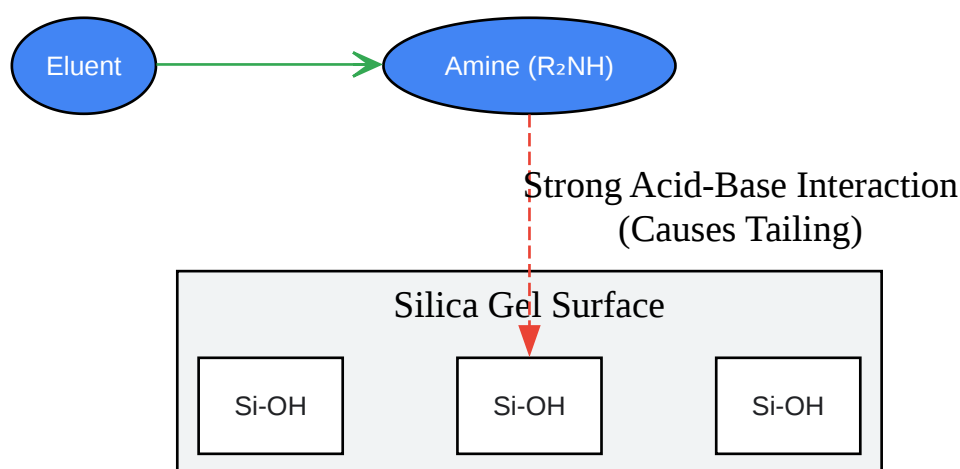 Eluent
Amine (R₂NH)
Strong Acid-Base Interaction
(Causes Tailing)
Silica Gel Surface
Si-OH
Si-OH
Si-OH